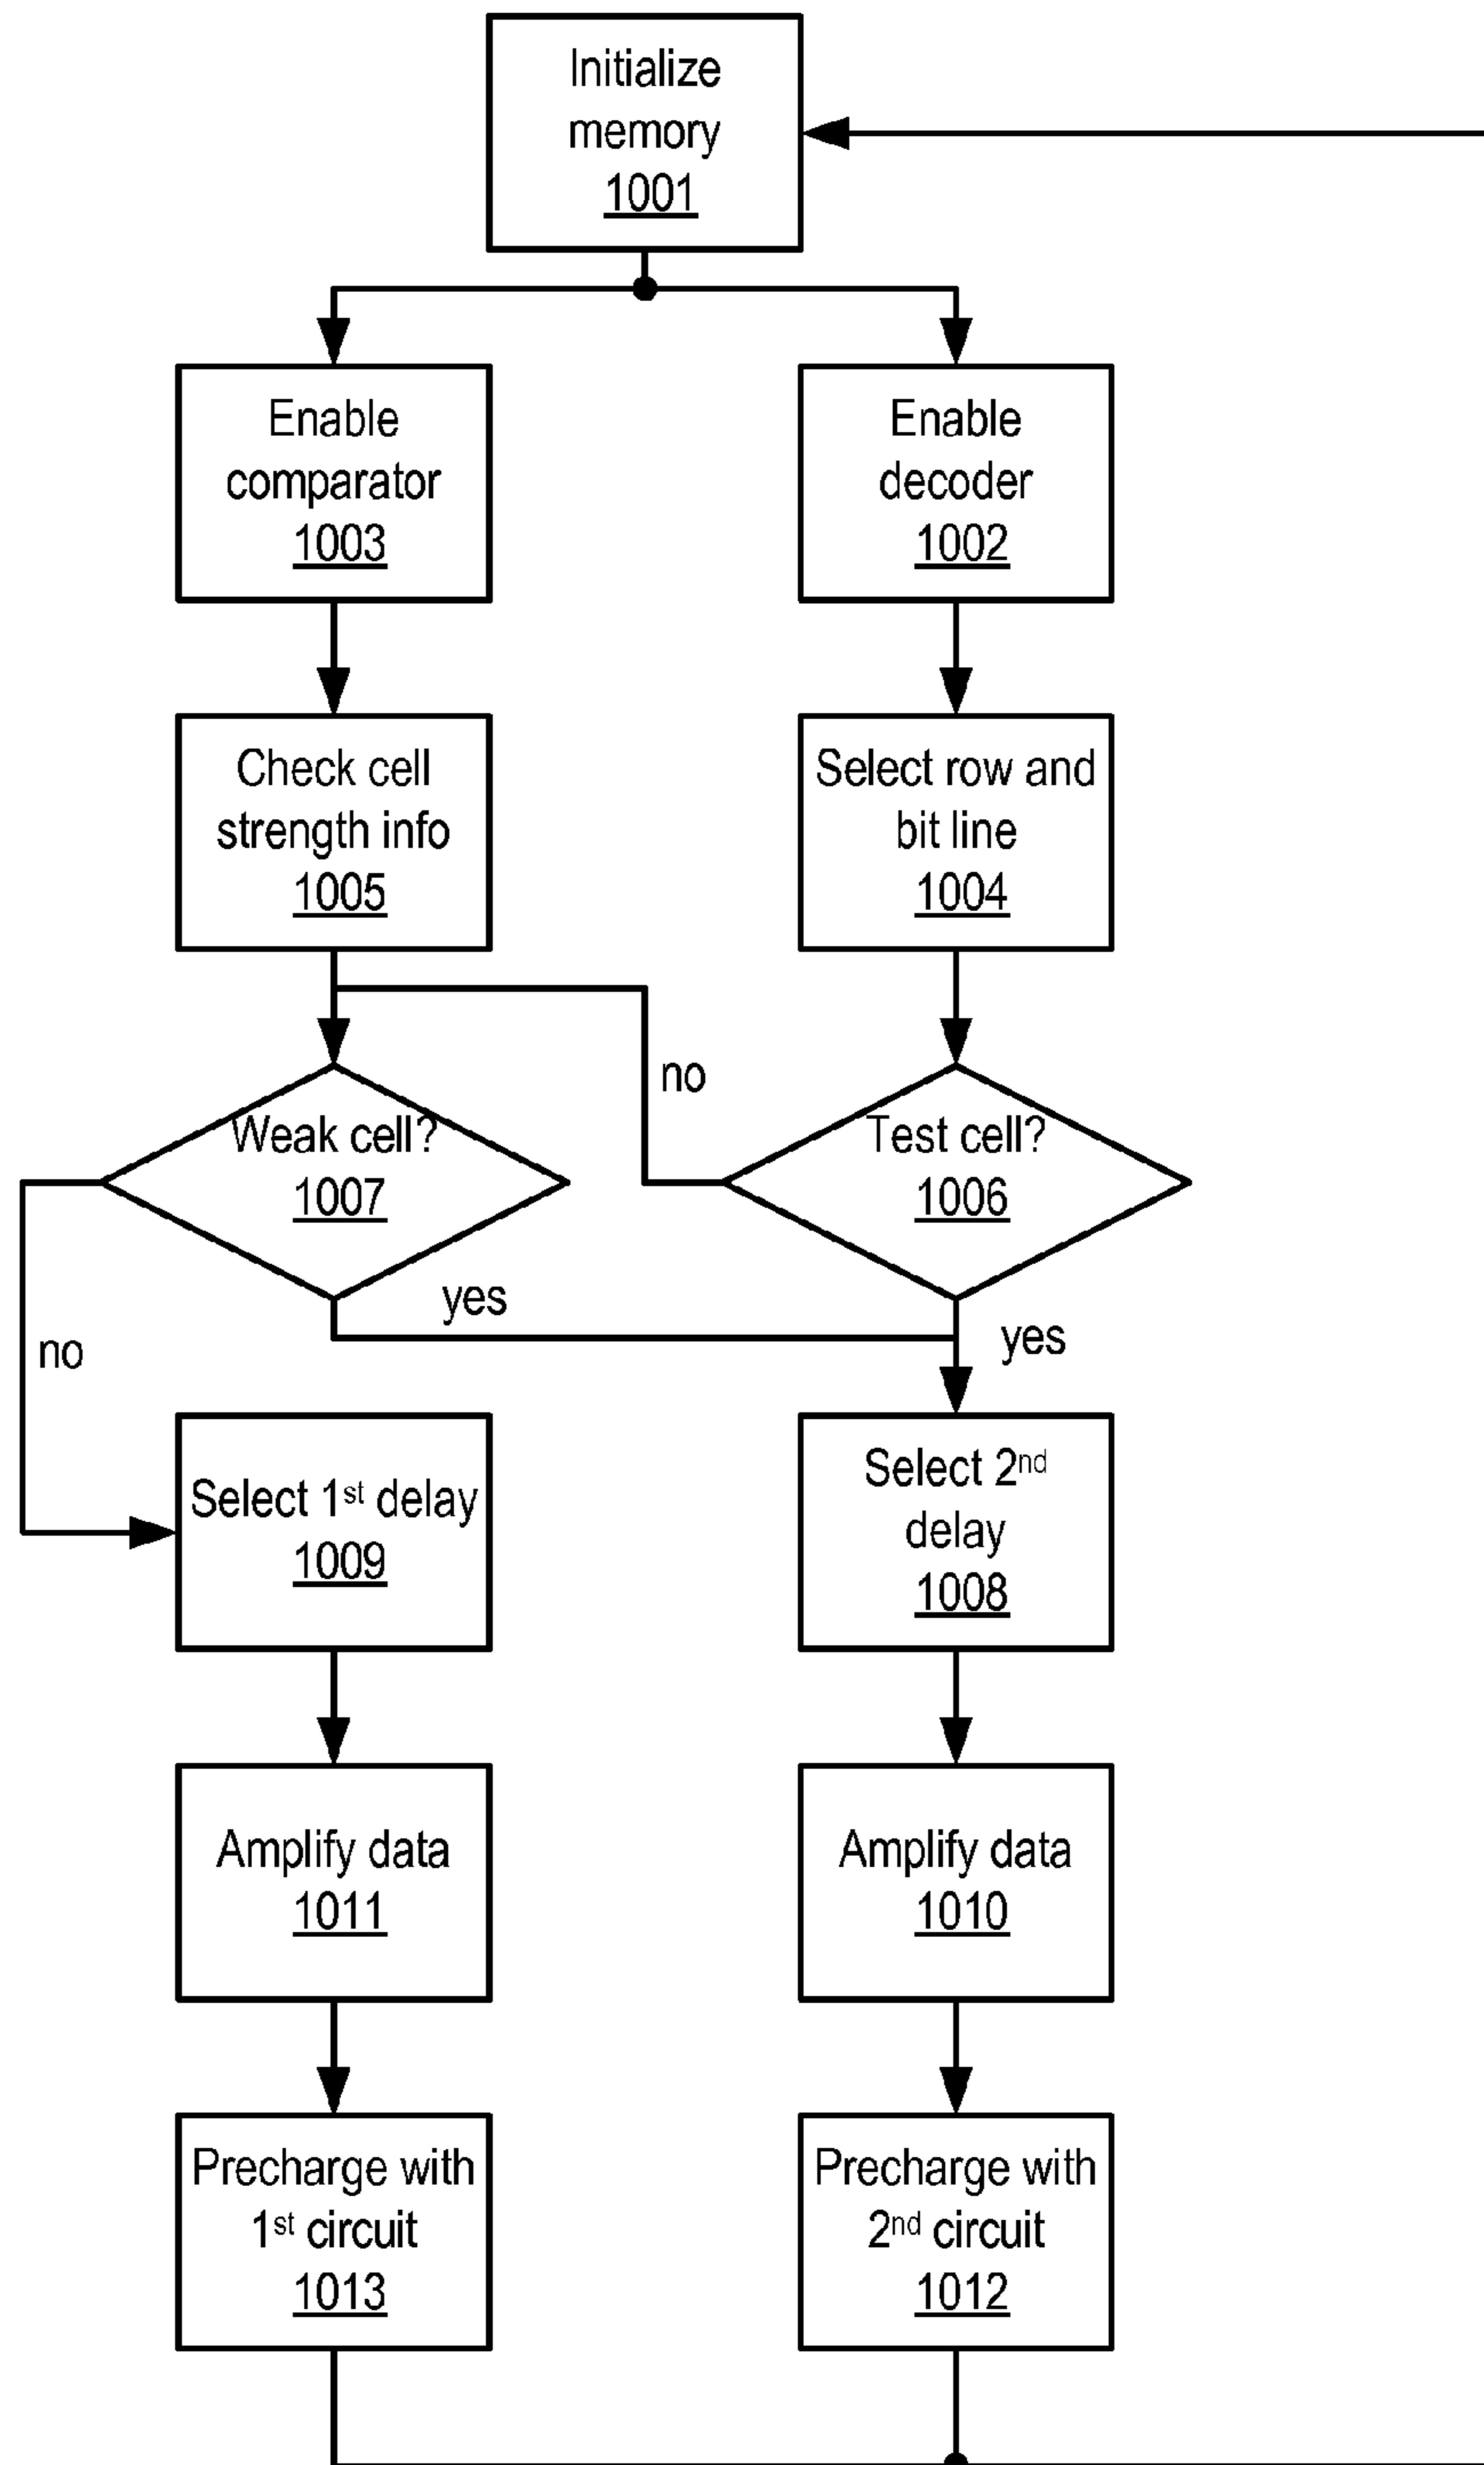 Initialize
memory
1001
Enable
comparator
1003
Enable
decoder
1002
Check cell
strength info
1005
Select row and
bit line
1004
no
Weak cell?
1007
Test cell?
1006
yes
yes
no
Select 1st delay
1009
Select 2nd
delay
1008
Amplify data
1011
Amplify data
1010
Precharge with
1st circuit
1013
Precharge with
2nd circuit
1012